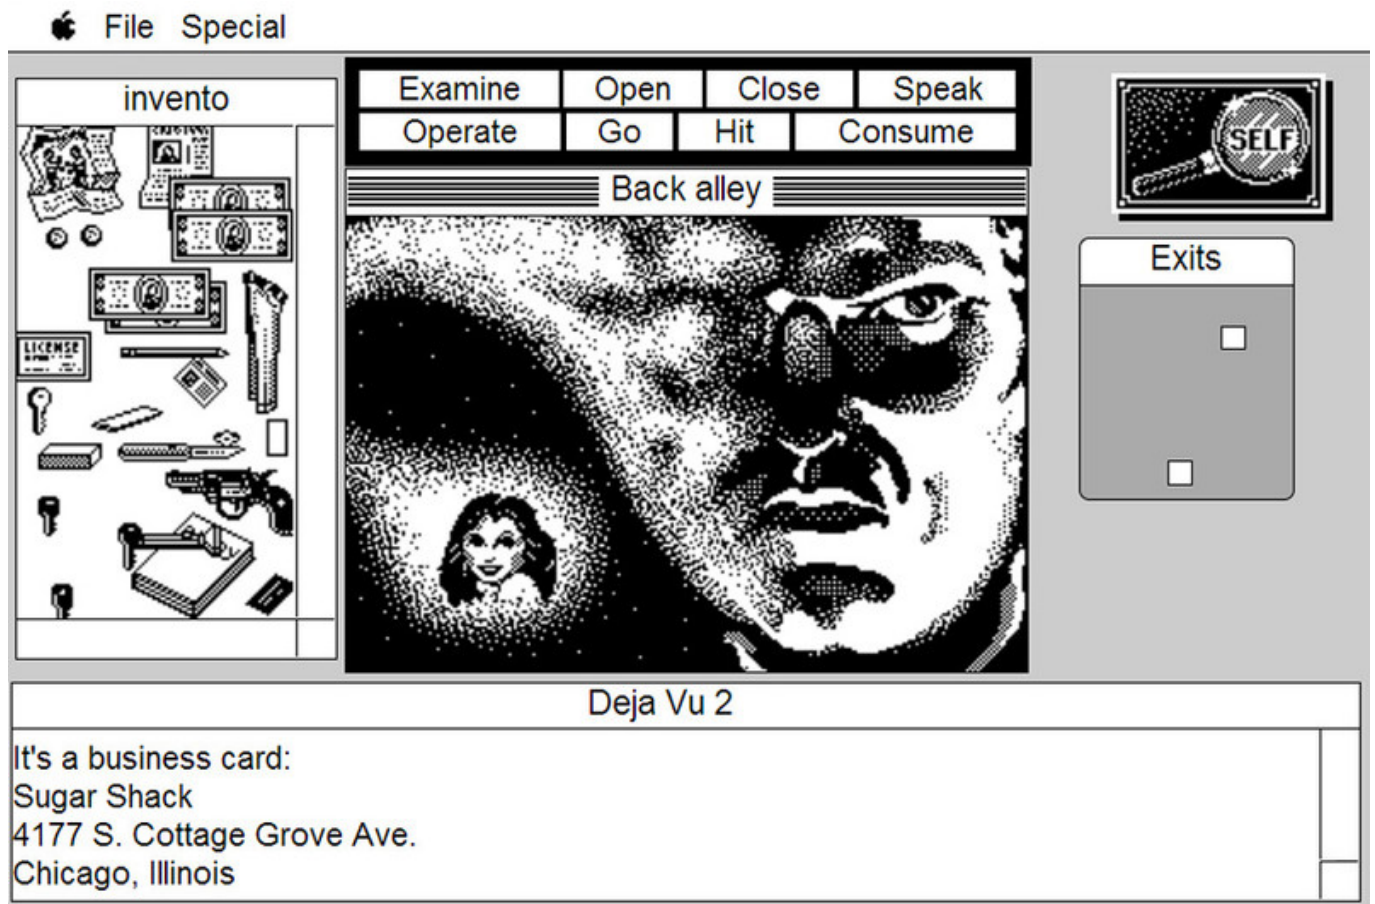 File Special
invento
Examine Open Close Speak
Operate Go Hit Consume
SELF
Back alley
Exits
LICENSE
Deja Vu 2
It's a business card:
Sugar Shack
4177 S. Cottage Grove Ave.
Chicago, Illinois